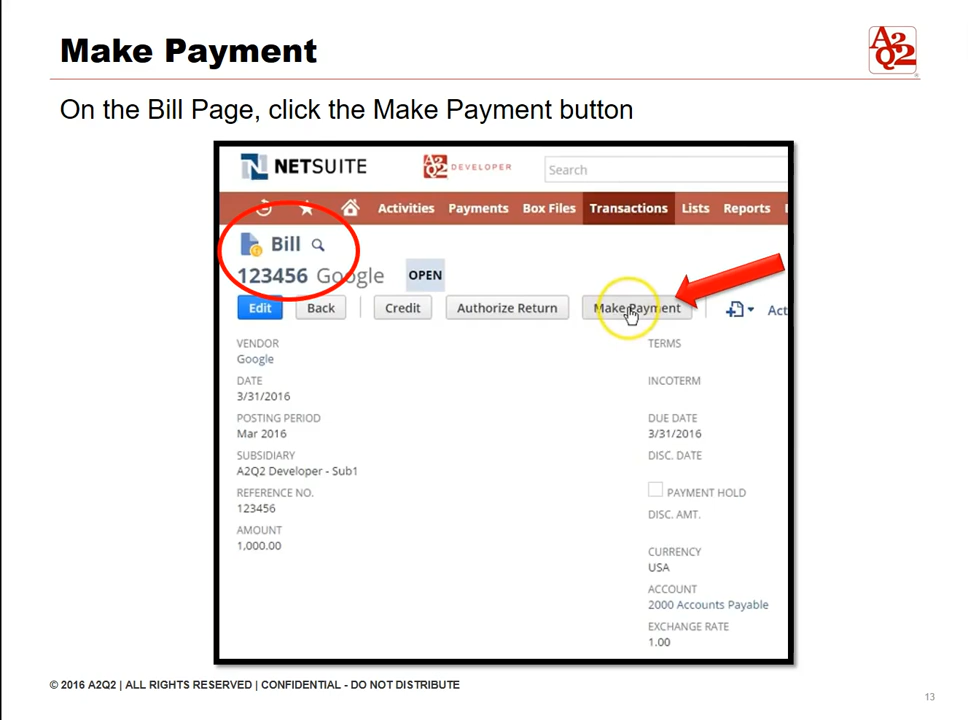 Make Payment
A2Q2
On the Bill Page, click the Make Payment button
NETSUITE A2Q2 DEVELOPER Search
Activities Payments Box Files Transactions Lists Reports
Bill
123456 Google OPEN
Edit Back Credit Authorize Return Make Payment Act
VENDOR TERMS
Google
DATE INCOTERM
3/31/2016
POSTING PERIOD DUE DATE
Mar 2016 3/31/2016
SUBSIDIARY DISC. DATE
A2Q2 Developer - Sub1
REFERENCE NO. PAYMENT HOLD
123456 DISC. AMT.
AMOUNT
1,000.00 CURRENCY
USA
ACCOUNT
2000 Accounts Payable
EXCHANGE RATE
1.00
© 2016 A2Q2 | ALL RIGHTS RESERVED | CONFIDENTIAL - DO NOT DISTRIBUTE
13